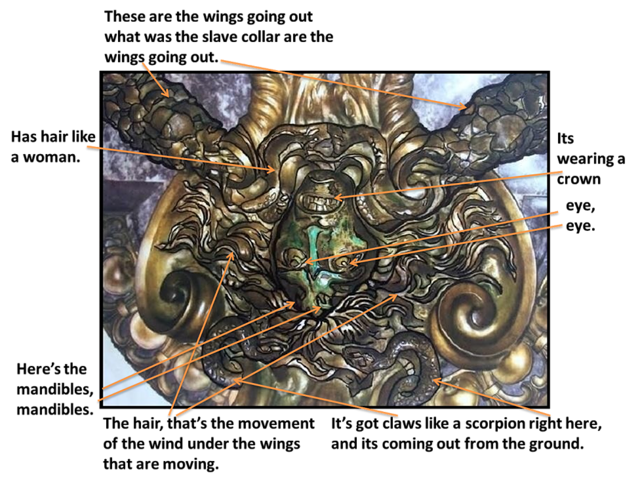 These are the wings going out
what was the slave collar are the
wings going out.
Has hair like
a woman.
Its
wearing a
crown
eye,
eye.
Here's the
mandibles,
mandibles.
The hair, that's the movement
of the wind under the wings
that are moving.
It's got claws like a scorpion right here,
and its coming out from the ground.